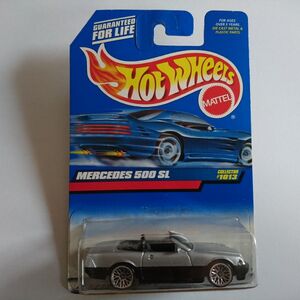 GUARANTEED
FOR LIFE
FOR AGES
OVER 3 YEARS
DIE CAST METAL &
PLASTIC PARTS
Hot Wheels
MATTEL
®
MERCEDES 500 SL
COLLECTOR
#1013